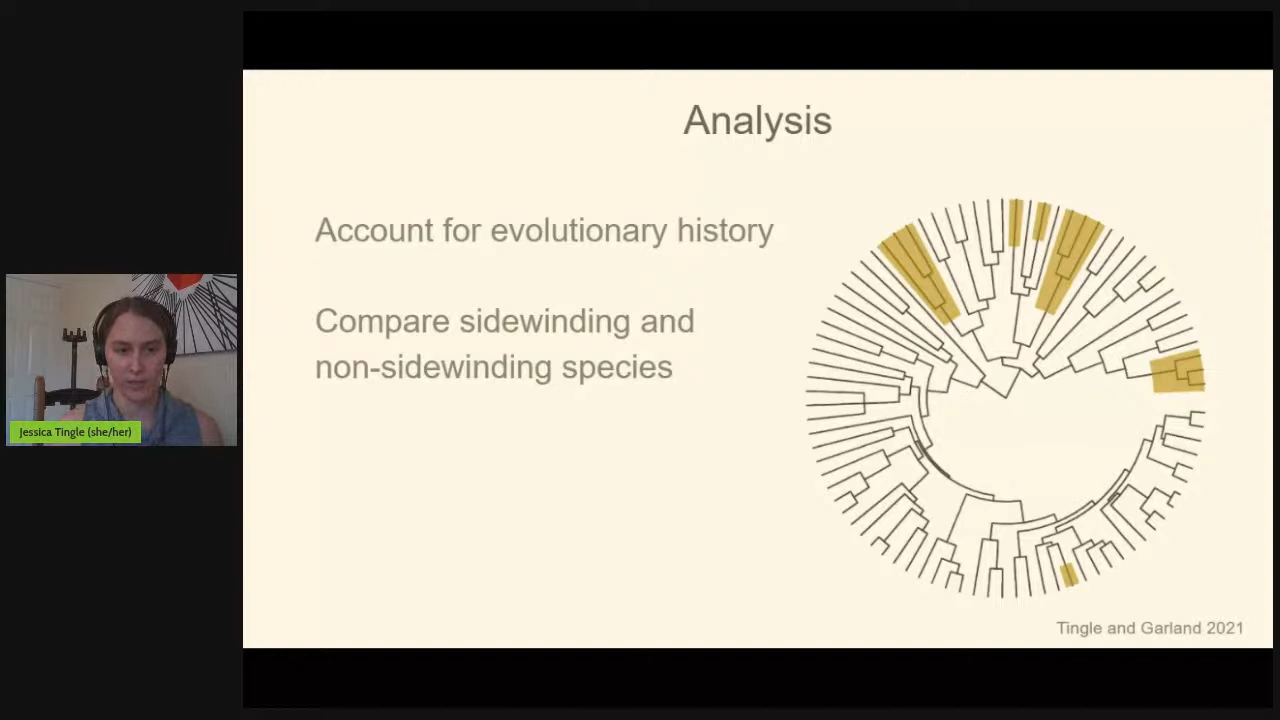 Analysis
Account for evolutionary history
Compare sidewinding and
non-sidewinding species
Jessica Tingle (she/her)
Tingle and Garland 2021